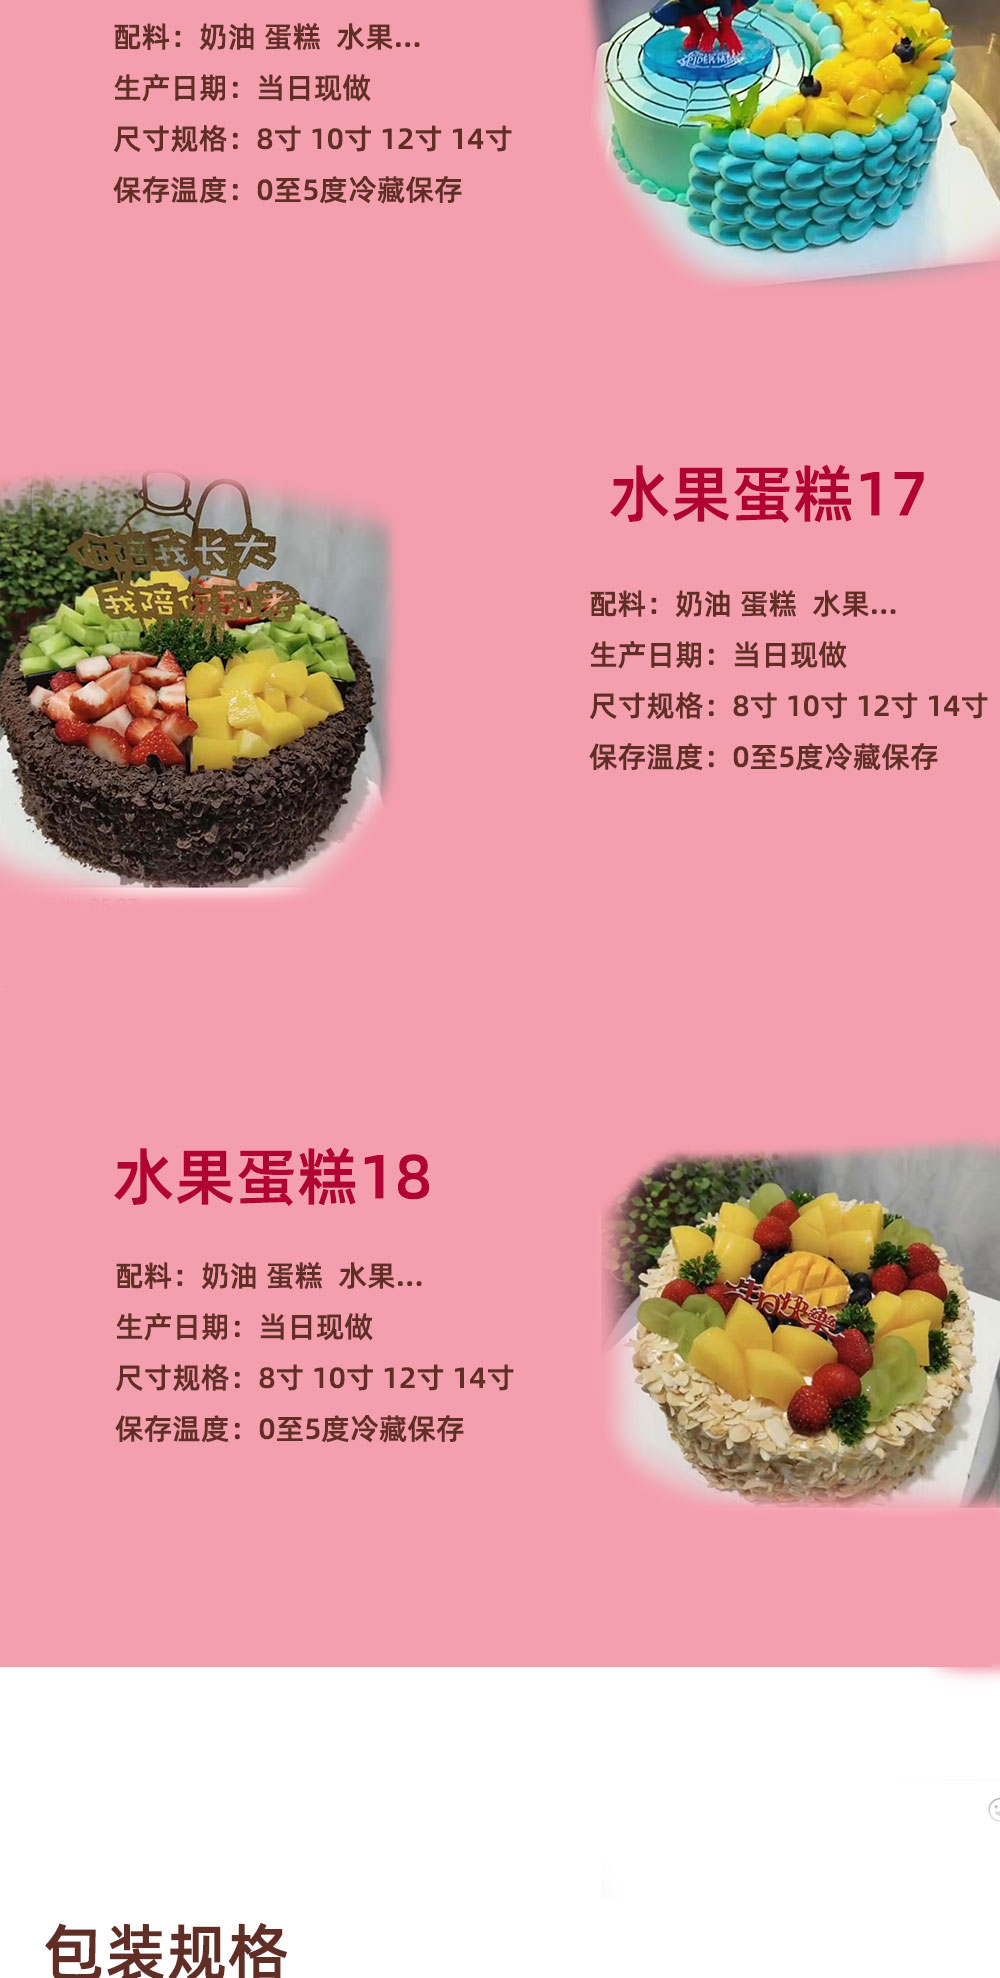 配料：奶油 蛋糕 水果...
生产日期：当日现做
尺寸规格：8寸 10寸 12寸 14寸
保存温度：0至5度冷藏保存
SPIDER-MAN
水果蛋糕17
你陪我长大
我陪你到老
配料：奶油 蛋糕 水果...
生产日期：当日现做
尺寸规格：8寸 10寸 12寸 14寸
保存温度：0至5度冷藏保存
水果蛋糕18
配料：奶油 蛋糕 水果...
生产日期：当日现做
尺寸规格：8寸 10寸 12寸 14寸
保存温度：0至5度冷藏保存
生日快樂
包装规格